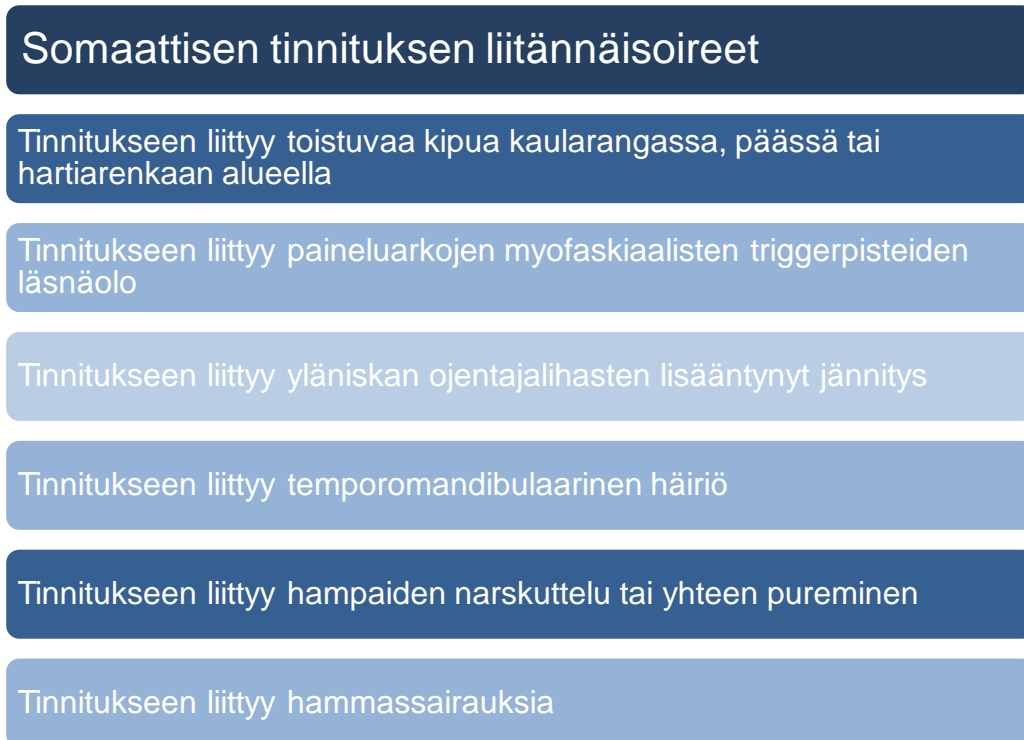 Somaattisen tinnituksen liitännäisoireet
Tinnitukseen liittyy toistuvaa kipua kaularangassa, päässä tai
hartiarenkaan alueella
Tinnitukseen liittyy paineluarkojen myofaskiaalisten triggerpisteiden
läsnäolo
Tinnitukseen liittyy yläniskan ojentajalihasten lisääntynyt jännitys
Tinnitukseen liittyy temporomandibulaarinen häiriö
Tinnitukseen liittyy hampaiden narskuttelu tai yhteen pureminen
Tinnitukseen liittyy hammassairauksia